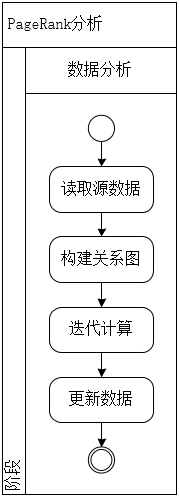 PageRank分析
数据分析
读取源数据
构建关系图
迭代计算
更新数据
阶段